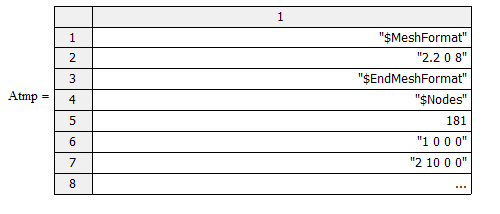 1
1 "$MeshFormat"
2 "2.2 0 8"
3 "$EndMeshFormat"
Atmp = 4 "$Nodes"
5 181
6 "1 0 0 0"
7 "2 10 0 0"
8 ...